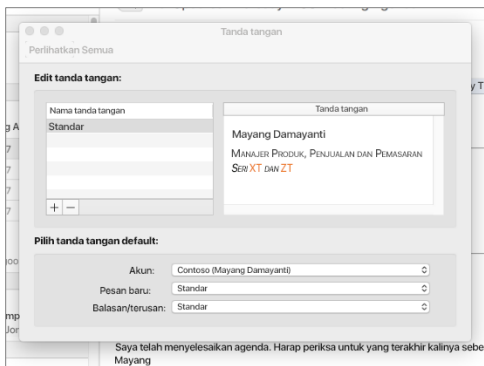 Tanda tangan
Perlihatkan Semua
Edit tanda tangan:
Nama tanda tangan
Standar
+ −
Tanda tangan
Mayang Damayanti
Manajer Produk, Penjualan dan Pemasaran
Seri XT dan ZT
Pilih tanda tangan default:
Akun: Contoso (Mayang Damayanti)
Pesan baru: Standar
Balasan/terusan: Standar
Saya telah menyelesaikan agenda. Harap periksa untuk yang terakhir kalinya sebe
Mayang